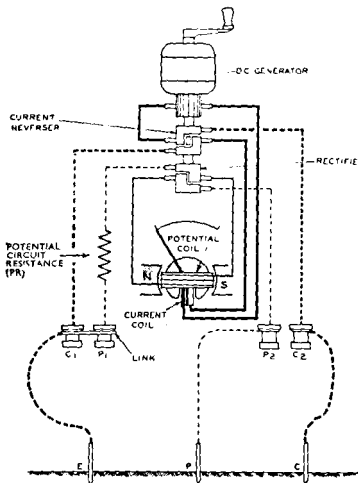 DC GENERATOR
CURRENT
REVERSER
RECTIFIE
POTENTIAL
CIRCUIT
RESISTANCE
(PR)
POTENTIAL
COIL
N
S
CURRENT
COIL
C1
P1
LINK
P2
C2
E
P
C